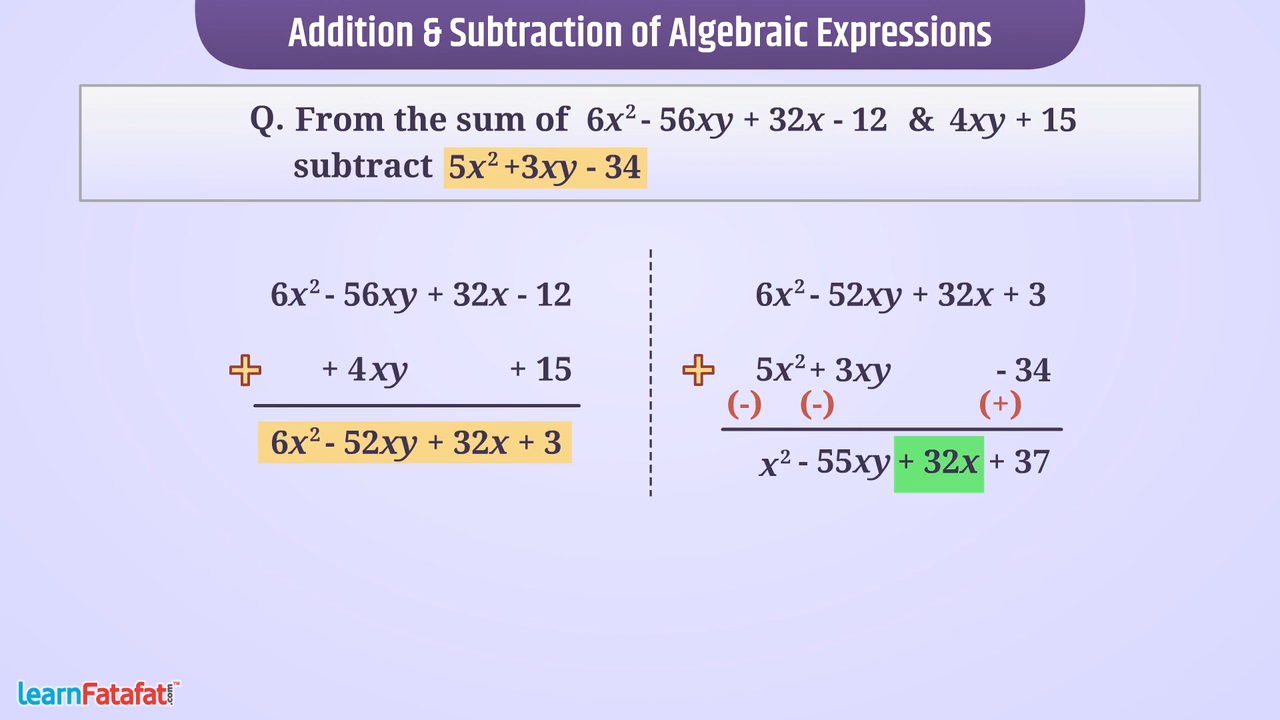 Addition & Subtraction of Algebraic Expressions
Q. From the sum of 6x² - 56xy + 32x - 12 & 4xy + 15
subtract 5x² +3xy - 34
6x² - 56xy + 32x - 12
+ + 4xy + 15
6x² - 52xy + 32x + 3
6x² - 52xy + 32x + 3
+ 5x² + 3xy - 34
(-) (-) (+)
x² - 55xy + 32x + 37
LearnFatafat.com™